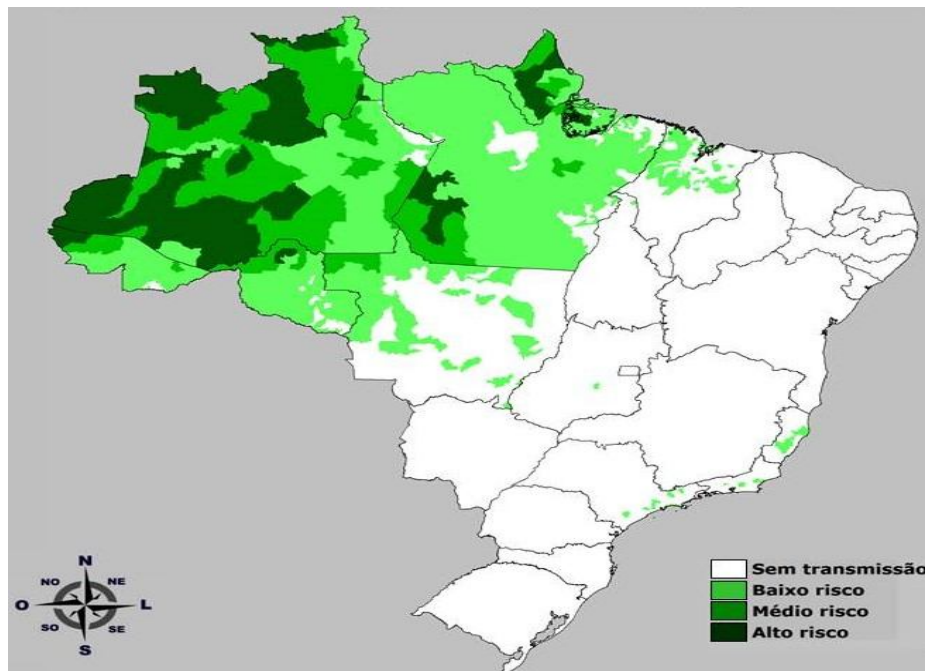 N
NO NE
O L
SO SE
S
Sem transmissão
Baixo risco
Médio risco
Alto risco